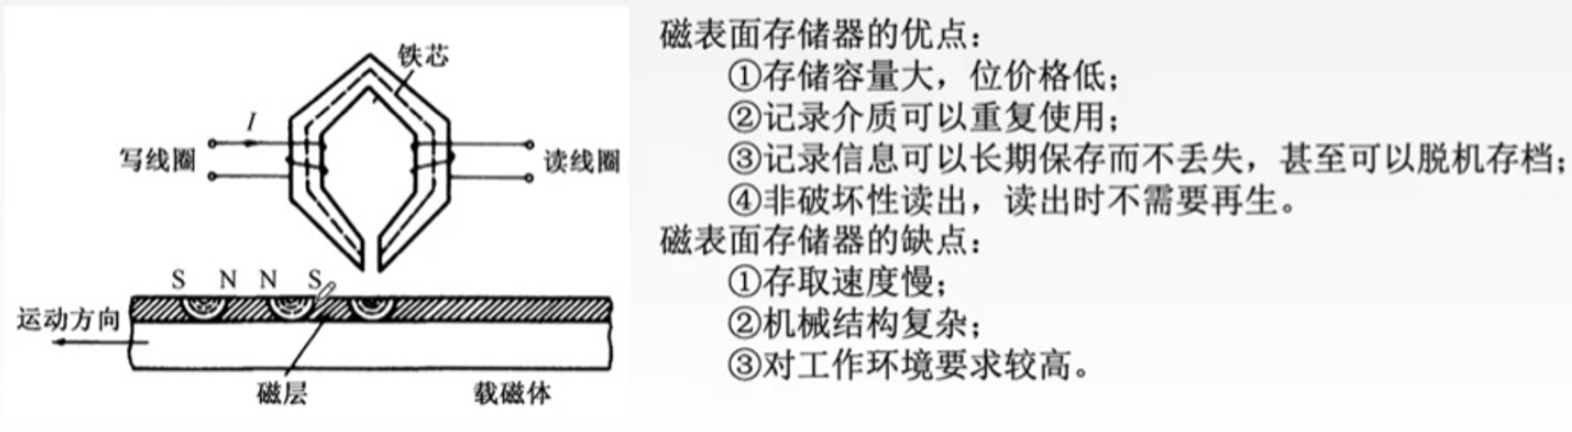 铁芯
I
写线圈
读线圈
S N N S
运动方向
磁层
载磁体
磁表面存储器的优点：
①存储容量大，位价格低；
②记录介质可以重复使用；
③记录信息可以长期保存而不丢失，甚至可以脱机存档；
④非破坏性读出，读出时不需要再生。
磁表面存储器的缺点：
①存取速度慢；
②机械结构复杂；
③对工作环境要求较高。